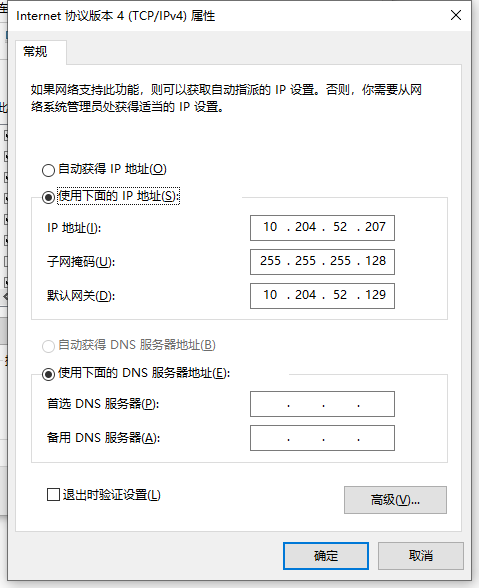 Internet 协议版本 4 (TCP/IPv4) 属性
常规
如果网络支持此功能，则可以获取自动指派的 IP 设置。否则，你需要从网
络系统管理员处获得适当的 IP 设置。
自动获得 IP 地址(O)
使用下面的 IP 地址(S):
IP 地址(I): 10 . 204 . 52 . 207
子网掩码(U): 255 . 255 . 255 . 128
默认网关(D): 10 . 204 . 52 . 129
自动获得 DNS 服务器地址(B)
使用下面的 DNS 服务器地址(E):
首选 DNS 服务器(P): . . .
备用 DNS 服务器(A): . . .
退出时验证设置(L)
高级(V)...
确定 取消